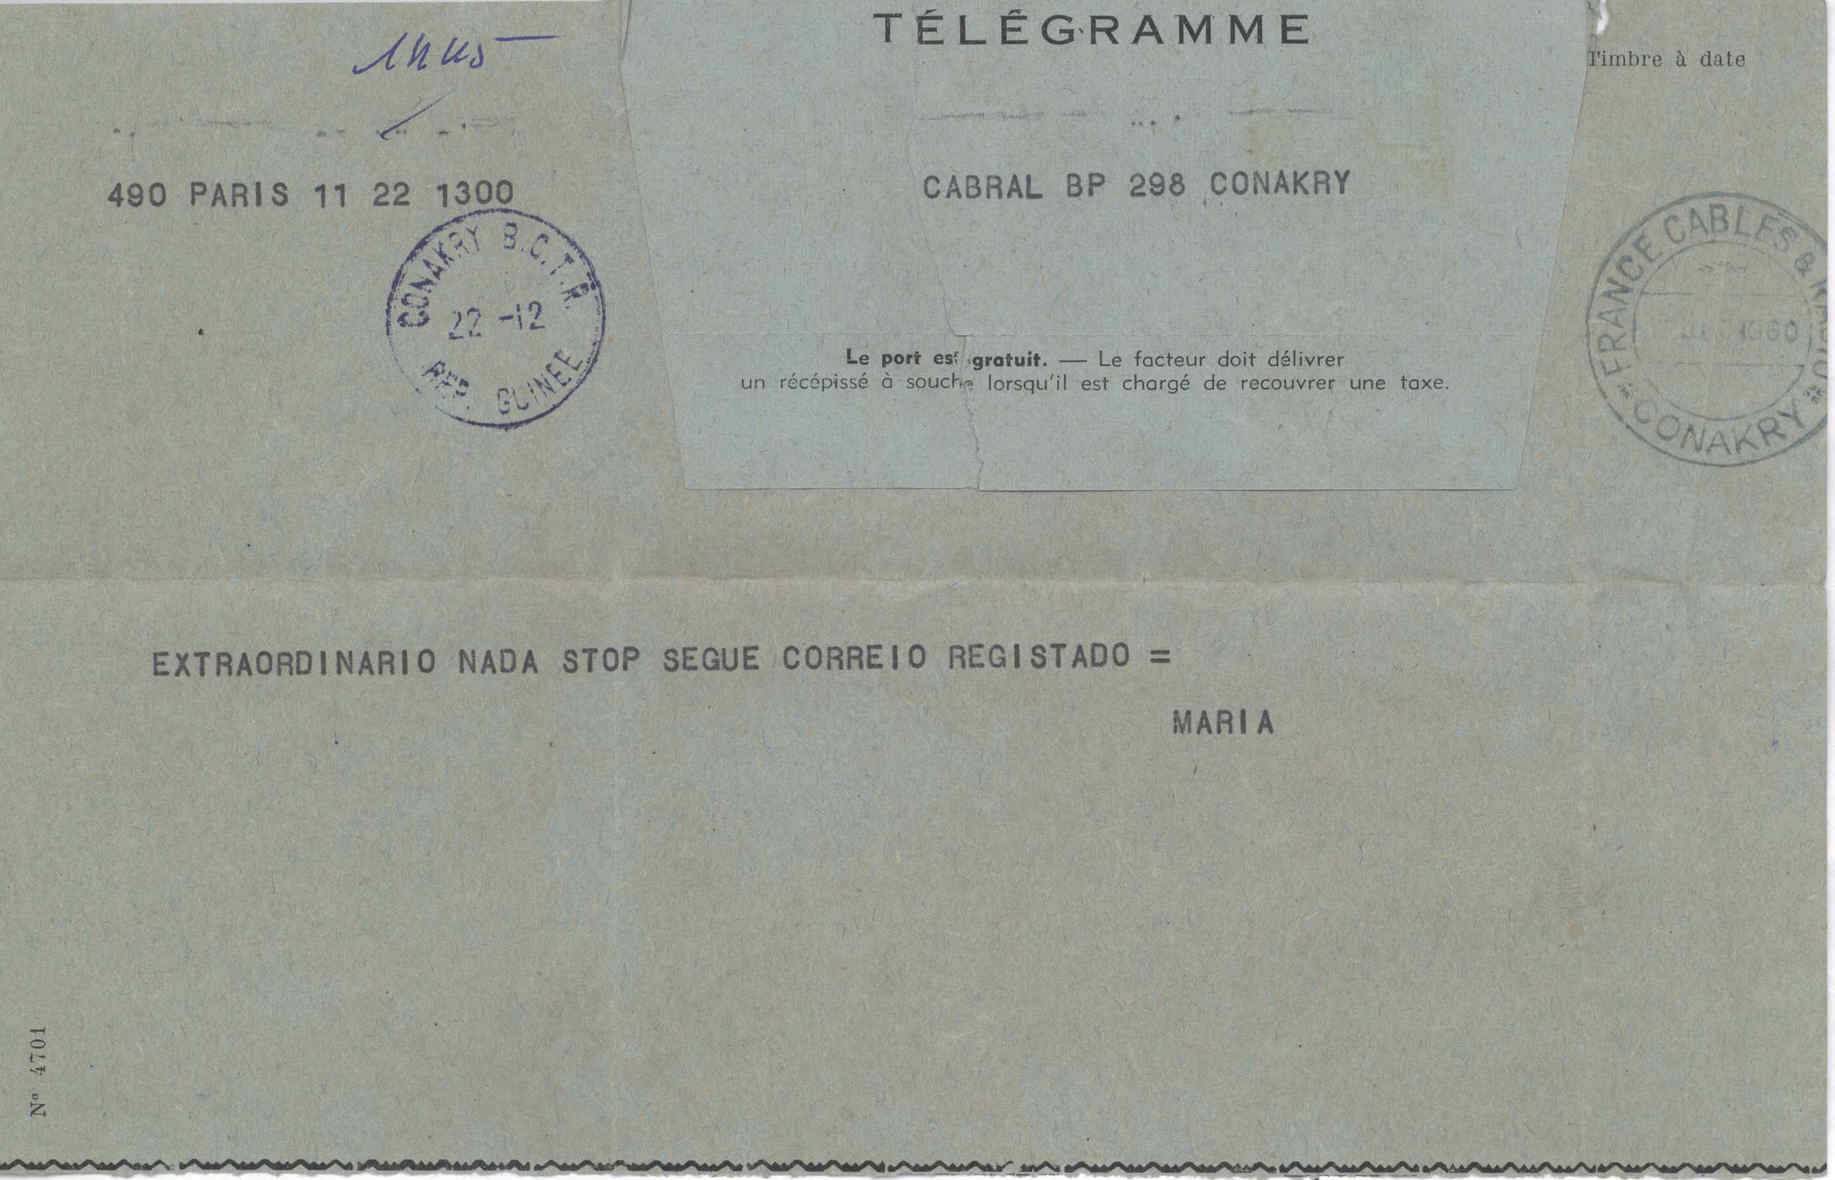 TÉLÉGRAMME
Timbre à date
490 PARIS 11 22 1300
CABRAL BP 298 CONAKRY
CONAKRY B.C.T.R.
22 -12
REP. GUINEE
FRANCE CABLES &
1960
CONAKRY
Le port est gratuit. — Le facteur doit délivrer
un récépissé à souche lorsqu'il est chargé de recouvrer une taxe.
EXTRAORDINARIO NADA STOP SEGUE CORREIO REGISTADO =
MARIA
Nº 4701